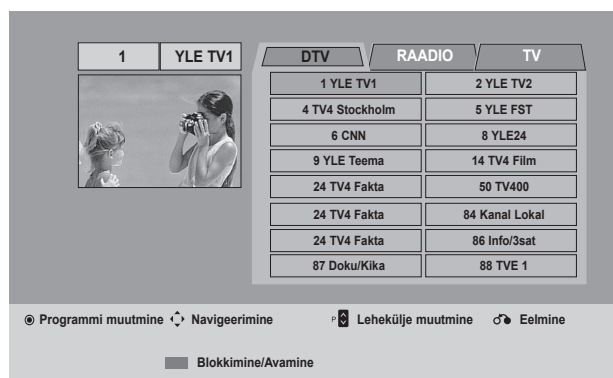 1 YLE TV1
DTV RAADIO TV
1 YLE TV1 2 YLE TV2
4 TV4 Stockholm 5 YLE FST
6 CNN 8 YLE24
9 YLE Teema 14 TV4 Film
24 TV4 Fakta 50 TV400
24 TV4 Fakta 84 Kanal Lokal
24 TV4 Fakta 86 Info/3sat
87 Doku/Kika 88 TVE 1
Programmi muutmine Navigeerimine P Lehekülje muutmine Eelmine
Blokkimine/Avamine